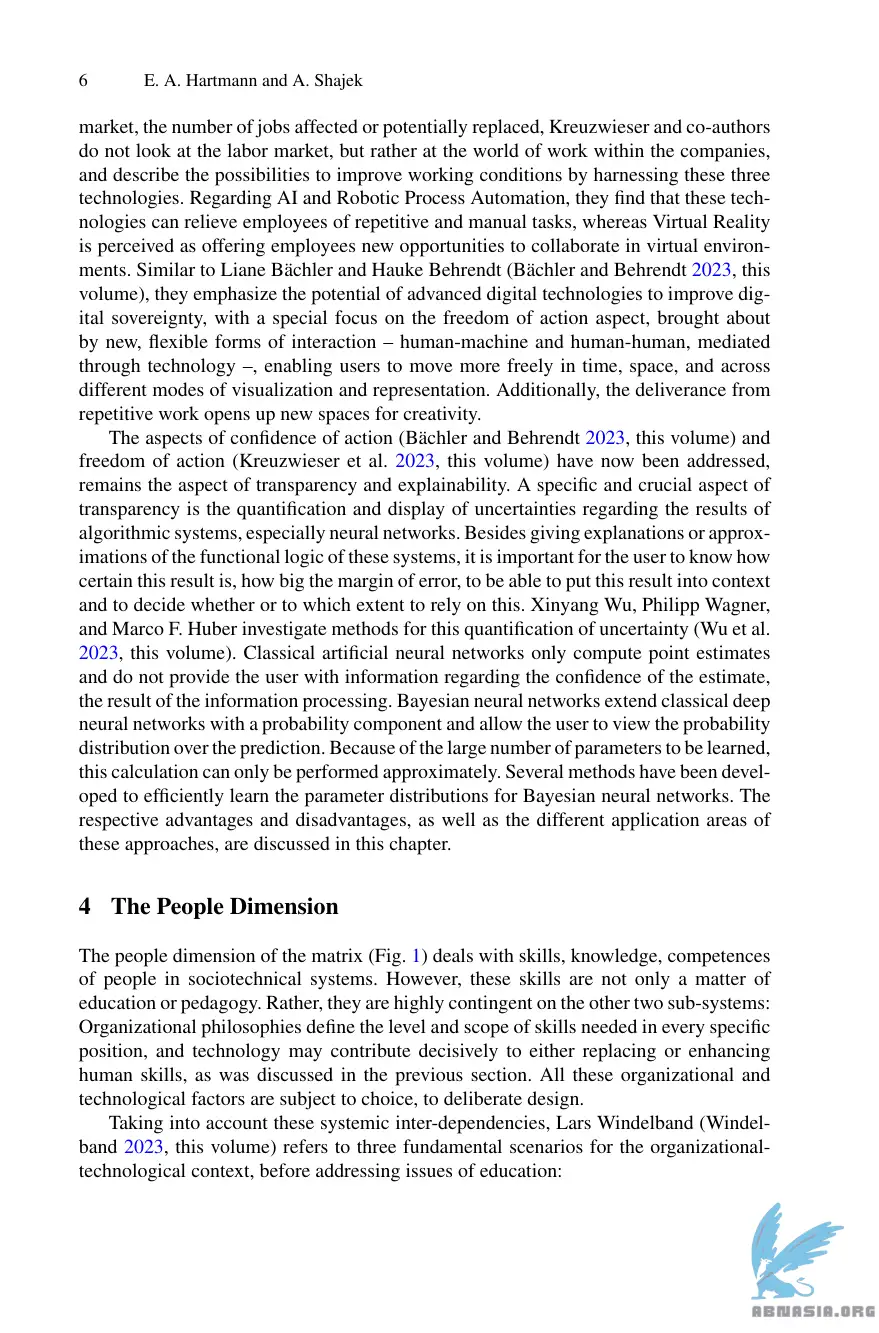 6 E. A. Hartmann and A. Shajek
market, the number of jobs affected or potentially replaced, Kreuzwieser and co-authors
do not look at the labor market, but rather at the world of work within the companies,
and describe the possibilities to improve working conditions by harnessing these three
technologies. Regarding AI and Robotic Process Automation, they find that these tech-
nologies can relieve employees of repetitive and manual tasks, whereas Virtual Reality
is perceived as offering employees new opportunities to collaborate in virtual environ-
ments. Similar to Liane Bächler and Hauke Behrendt (Bächler and Behrendt 2023, this
volume), they emphasize the potential of advanced digital technologies to improve dig-
ital sovereignty, with a special focus on the freedom of action aspect, brought about
by new, flexible forms of interaction – human-machine and human-human, mediated
through technology –, enabling users to move more freely in time, space, and across
different modes of visualization and representation. Additionally, the deliverance from
repetitive work opens up new spaces for creativity.
The aspects of confidence of action (Bächler and Behrendt 2023, this volume) and
freedom of action (Kreuzwieser et al. 2023, this volume) have now been addressed,
remains the aspect of transparency and explainability. A specific and crucial aspect of
transparency is the quantification and display of uncertainties regarding the results of
algorithmic systems, especially neural networks. Besides giving explanations or approx-
imations of the functional logic of these systems, it is important for the user to know how
certain this result is, how big the margin of error, to be able to put this result into context
and to decide whether or to which extent to rely on this. Xinyang Wu, Philipp Wagner,
and Marco F. Huber investigate methods for this quantification of uncertainty (Wu et al.
2023, this volume). Classical artificial neural networks only compute point estimates
and do not provide the user with information regarding the confidence of the estimate,
the result of the information processing. Bayesian neural networks extend classical deep
neural networks with a probability component and allow the user to view the probability
distribution over the prediction. Because of the large number of parameters to be learned,
this calculation can only be performed approximately. Several methods have been devel-
oped to efficiently learn the parameter distributions for Bayesian neural networks. The
respective advantages and disadvantages, as well as the different application areas of
these approaches, are discussed in this chapter.
4 The People Dimension
The people dimension of the matrix (Fig. 1) deals with skills, knowledge, competences
of people in sociotechnical systems. However, these skills are not only a matter of
education or pedagogy. Rather, they are highly contingent on the other two sub-systems:
Organizational philosophies define the level and scope of skills needed in every specific
position, and technology may contribute decisively to either replacing or enhancing
human skills, as was discussed in the previous section. All these organizational and
technological factors are subject to choice, to deliberate design.
Taking into account these systemic inter-dependencies, Lars Windelband (Windel-
band 2023, this volume) refers to three fundamental scenarios for the organizational-
technological context, before addressing issues of education:
ABNASIA.ORG